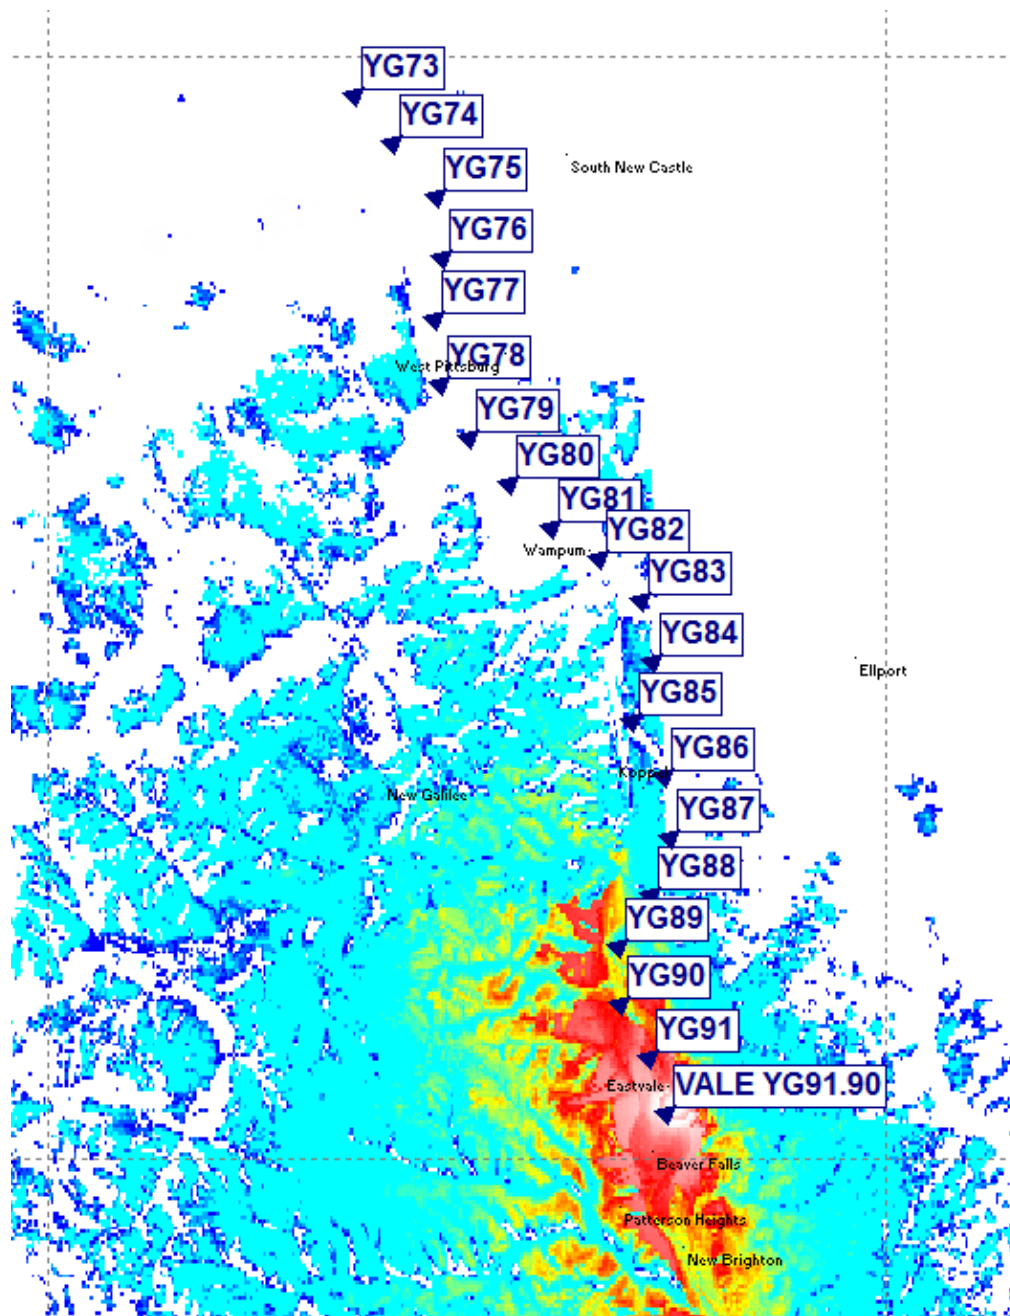 YG73
YG74
South New Castle
YG75
YG76
YG77
YG78
West Pittsburg
YG79
YG80
YG81
YG82
Wampum
YG83
YG84
Ellport
YG85
YG86
Koppel
New Galilee
YG87
YG88
YG89
YG90
YG91
Eastvale
VALE YG91.90
Beaver Falls
Patterson Heights
New Brighton